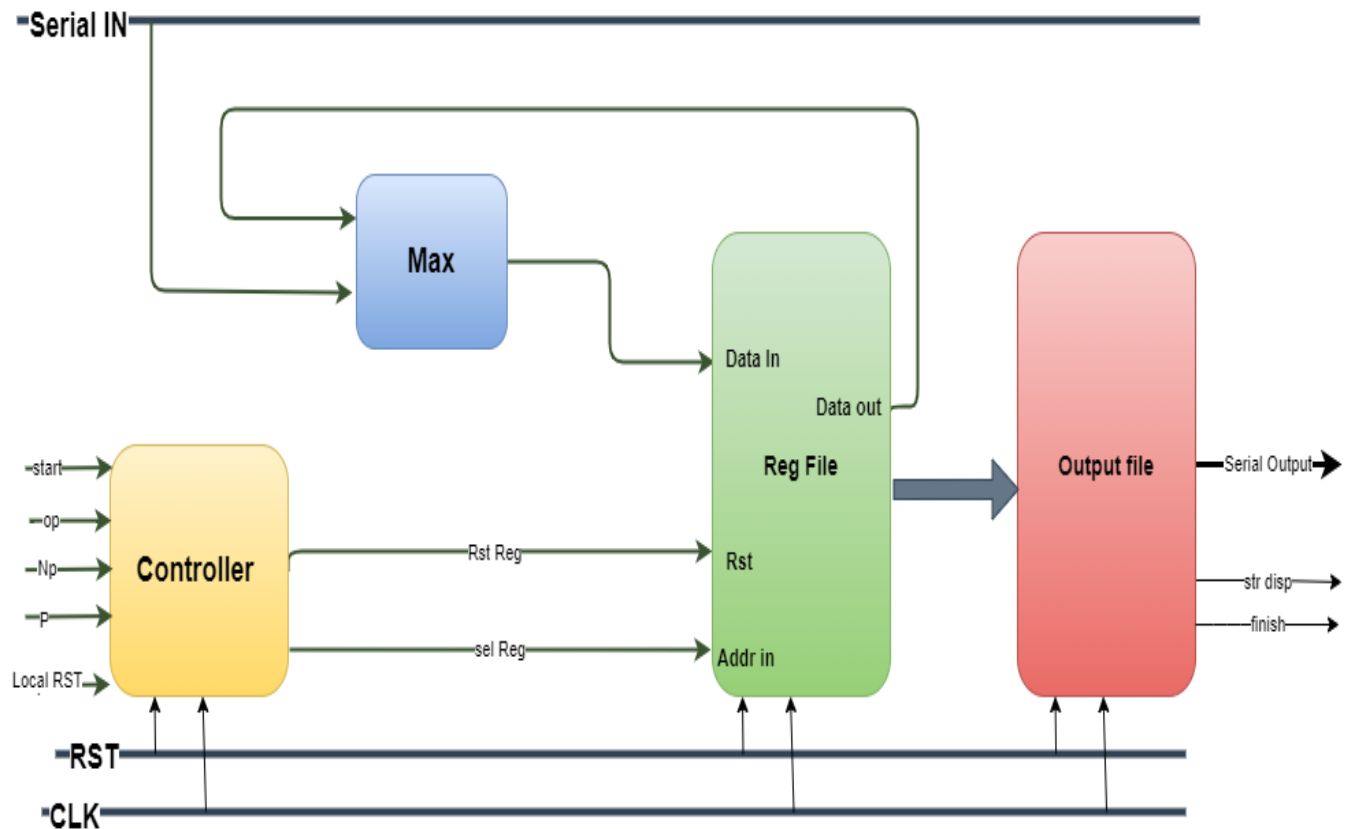 Serial IN
Max
Data In
Data out
start
Reg File
Output file
Serial Output
op
Rst Reg
Np
Controller
Rst
str disp
p
finish
sel Reg
Addr in
Local RST
RST
CLK